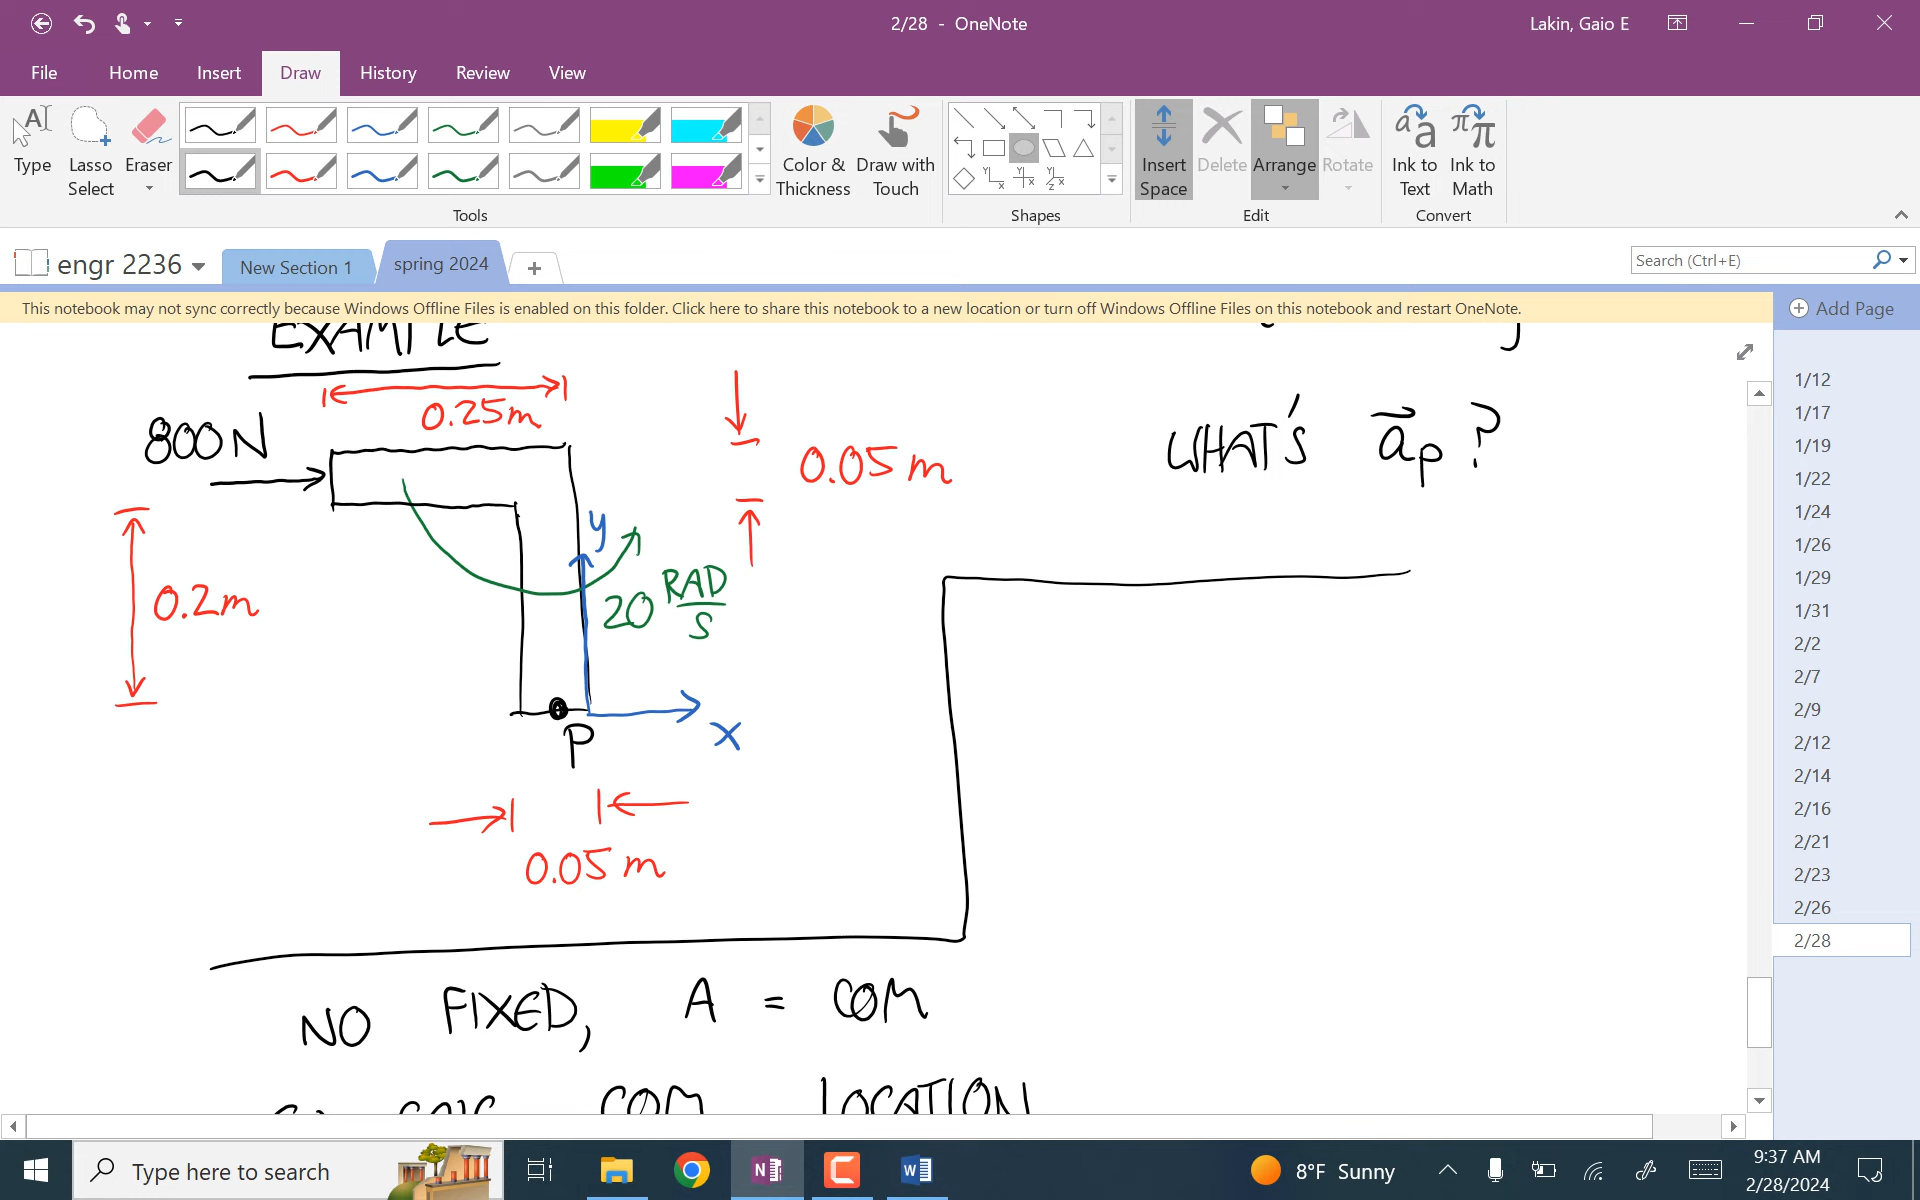 2/28 - OneNote
Lakin, Gaio E
File Home Insert Draw History Review View
Type
Lasso Select
Eraser
Color & Thickness
Draw with Touch
Insert Space
Delete
Arrange
Rotate
Ink to Text
Ink to Math
Tools
Shapes
Edit
Convert
engr 2236
New Section 1
spring 2024
Search (Ctrl+E)
This notebook may not sync correctly because Windows Offline Files is enabled on this folder. Click here to share this notebook to a new location or turn off Windows Offline Files on this notebook and restart OneNote.
Add Page
EXAMPLE
0.25m
800N
0.05m
WHAT'S a⃗p ?
y
0.2m
20 RAD/S
P
x
0.05m
NO FIXED, A = COM
COM LOCATION
1/12
1/17
1/19
1/22
1/24
1/26
1/29
1/31
2/2
2/7
2/9
2/12
2/14
2/16
2/21
2/23
2/26
2/28
Type here to search
8°F Sunny
9:37 AM
2/28/2024